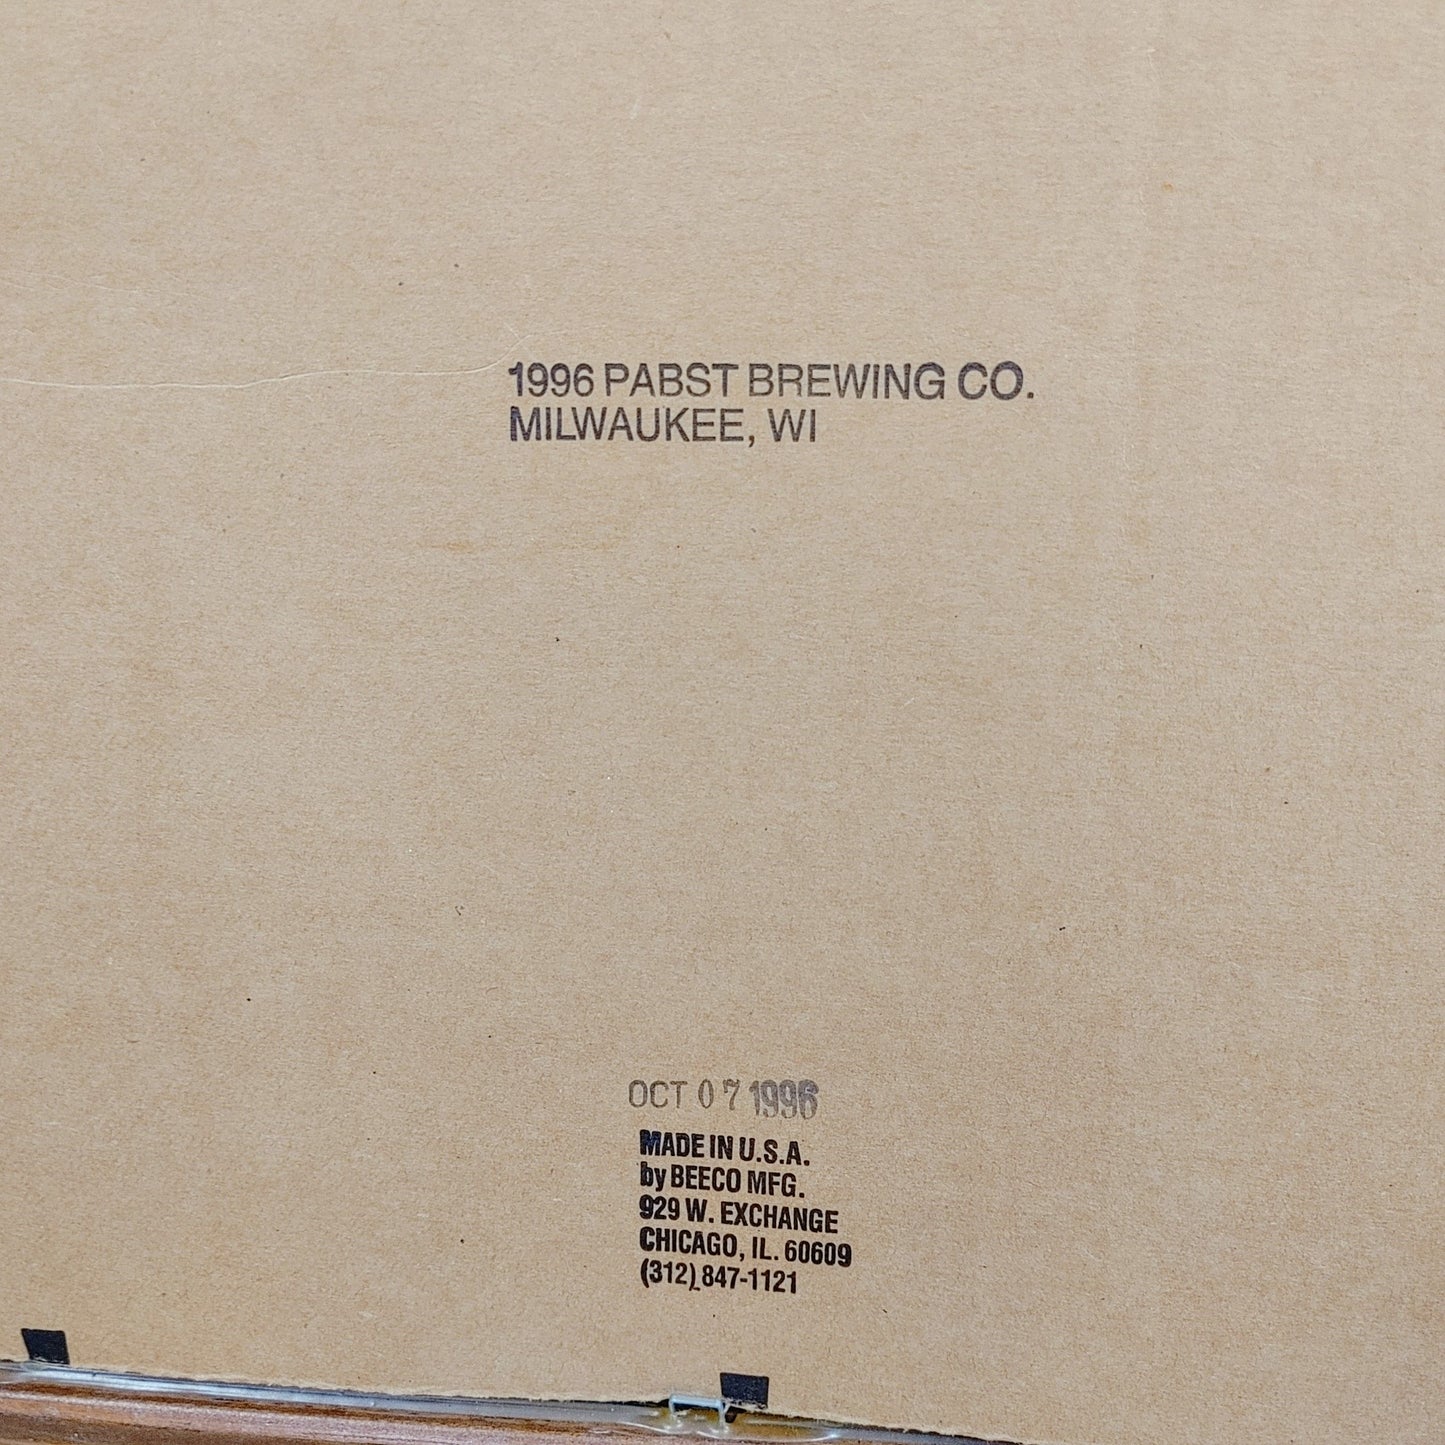 1996 PABST BREWING CO.
MILWAUKEE, WI
OCT 07 1996
MADE IN U.S.A.
by BEECO MFG.
929 W. EXCHANGE
CHICAGO, IL. 60609
(312) 847-1121